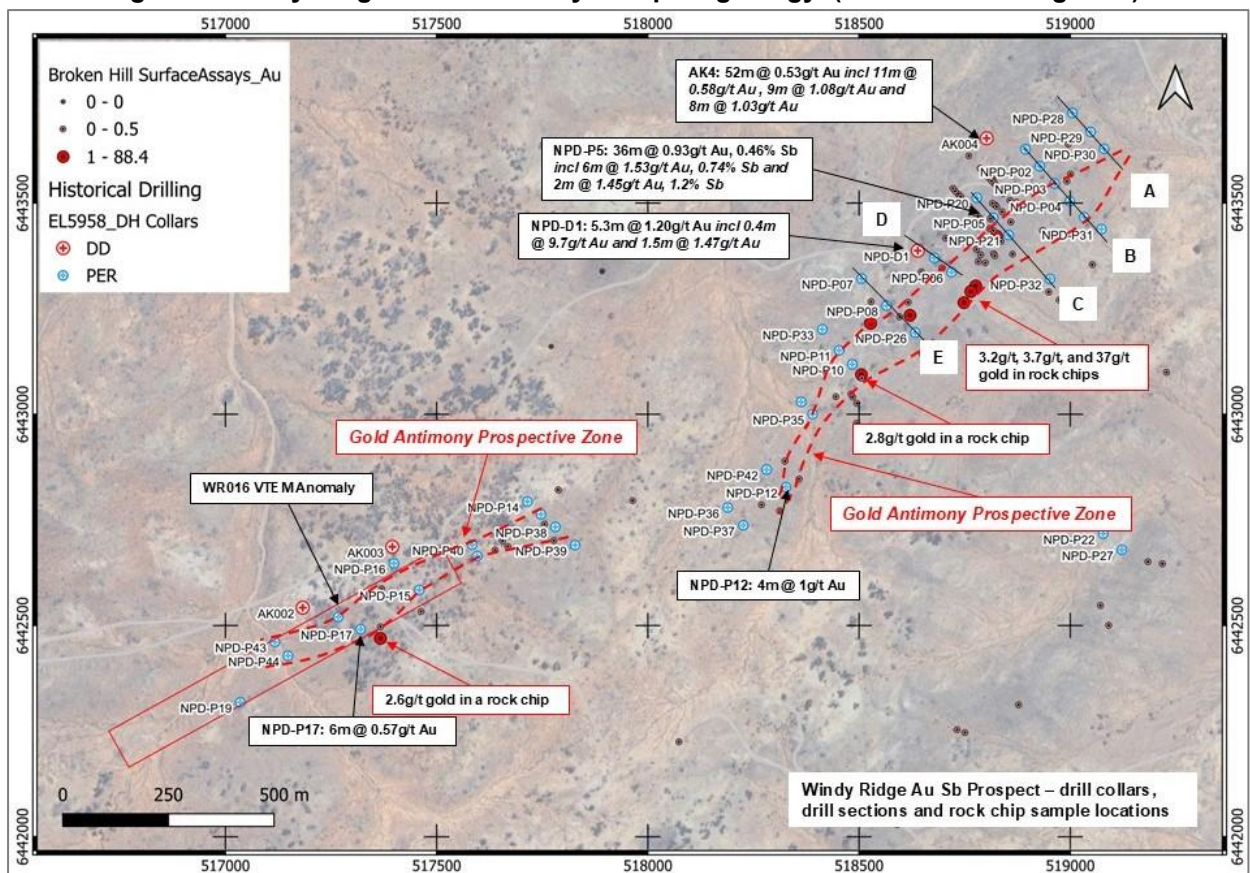 517000 517500 518000 518500 519000
Broken Hill SurfaceAssays_Au
0 - 0
0 - 0.5
1 - 88.4
Historical Drilling
EL5958_DH Collars
DD
PER
AK4: 52m @ 0.53g/t Au incl 11m @
0.58g/t Au , 9m @ 1.08g/t Au and
8m @ 1.03g/t Au
NPD-P5: 36m @ 0.93g/t Au, 0.46% Sb
incl 6m @ 1.53g/t Au, 0.74% Sb and
2m @ 1.45g/t Au, 1.2% Sb
NPD-D1: 5.3m @ 1.20g/t Au incl 0.4m
@ 9.7g/t Au and 1.5m @ 1.47g/t Au
AK004
NPD-P28
NPD-P29
NPD-P30
NPD-P02
NPD-P03
NPD-P04
NPD-P20
NPD-P05
NPD-P21
NPD-P31
A
B
C
D
E
NPD-D1
NPD-P06
NPD-P07
NPD-P32
NPD-P08
NPD-P26
NPD-P33
NPD-P11
NPD-P10
NPD-P35
3.2g/t, 3.7g/t, and 37g/t
gold in rock chips
2.8g/t gold in a rock chip
Gold Antimony Prospective Zone
WR016 VTEM Anomaly
NPD-P42
NPD-P12
NPD-P36
NPD-P37
Gold Antimony Prospective Zone
NPD-P22
NPD-P27
NPD-P14
NPD-P38
NPD-P39
NPD-P40
AK003
NPD-P16
NPD-P15
AK002
NPD-P17
NPD-P43
NPD-P44
NPD-P19
NPD-P12: 4m @ 1g/t Au
2.6g/t gold in a rock chip
NPD-P17: 6m @ 0.57g/t Au
0 250 500 m
Windy Ridge Au Sb Prospect – drill collars,
drill sections and rock chip sample locations
6443500 6443500
6443000 6443000
6442500 6442500
6442000 6442000
517000 517500 518000 518500 519000